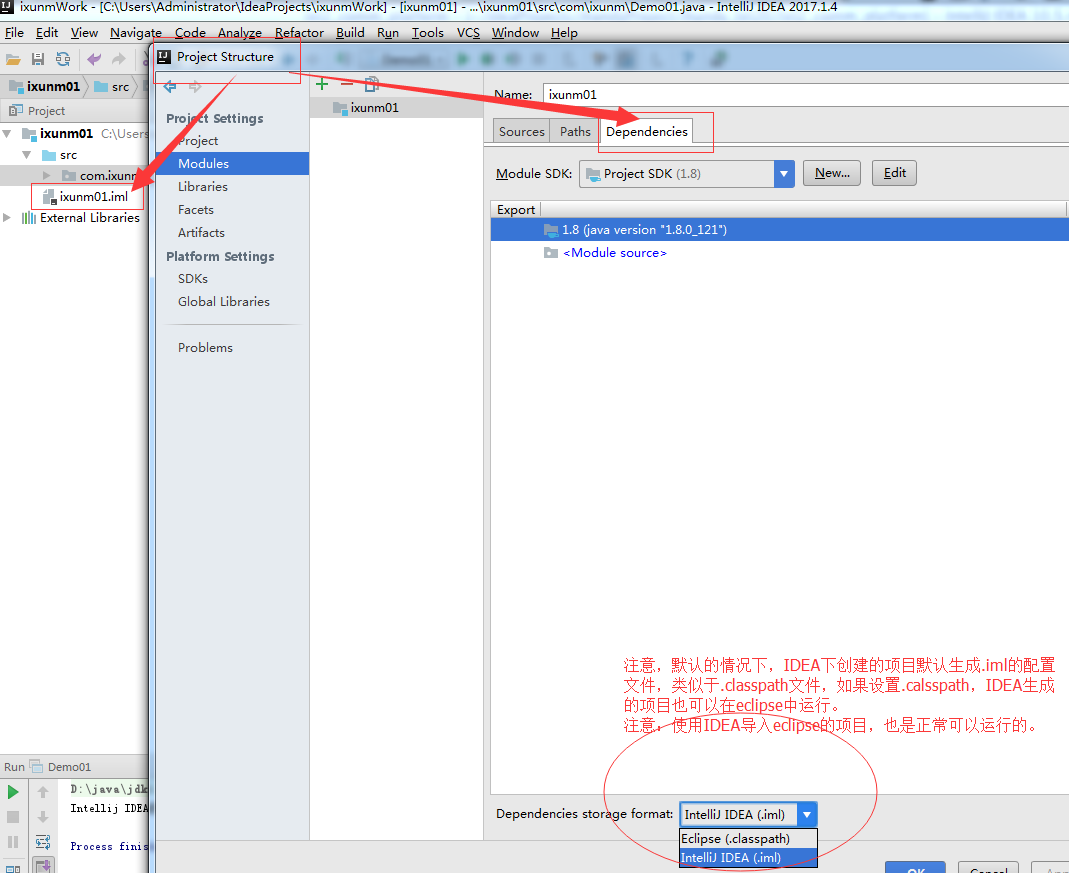 ixunmWork - [C:\Users\Administrator\IdeaProjects\ixunmWork] - [ixunm01] - ...\ixunm01\src\com\ixunm\Demo01.java - IntelliJ IDEA 2017.1.4
File Edit View Navigate Code Analyze Refactor Build Run Tools VCS Window Help
Project Structure
ixunm01 src
Name: ixunm01
Project
ixunm01 C:\Users
src
com.ixunm
ixunm01.iml
External Libraries
Project Settings
Project
Modules
Libraries
Facets
Artifacts
Platform Settings
SDKs
Global Libraries
Problems
ixunm01
Sources Paths Dependencies
Module SDK: Project SDK (1.8) New... Edit
Export
1.8 (java version "1.8.0_121")
<Module source>
注意，默认的情况下，IDEA下创建的项目默认生成.iml的配置
文件，类似于.classpath文件，如果设置.calsspath，IDEA生成
的项目也可以在eclipse中运行。
注意：使用IDEA导入eclipse的项目，也是正常可以运行的。
Dependencies storage format: IntelliJ IDEA (.iml)
Eclipse (.classpath)
IntelliJ IDEA (.iml)
OK Cancel
Run Demo01
D:\java\jdk
Intellij IDEA
Process finis